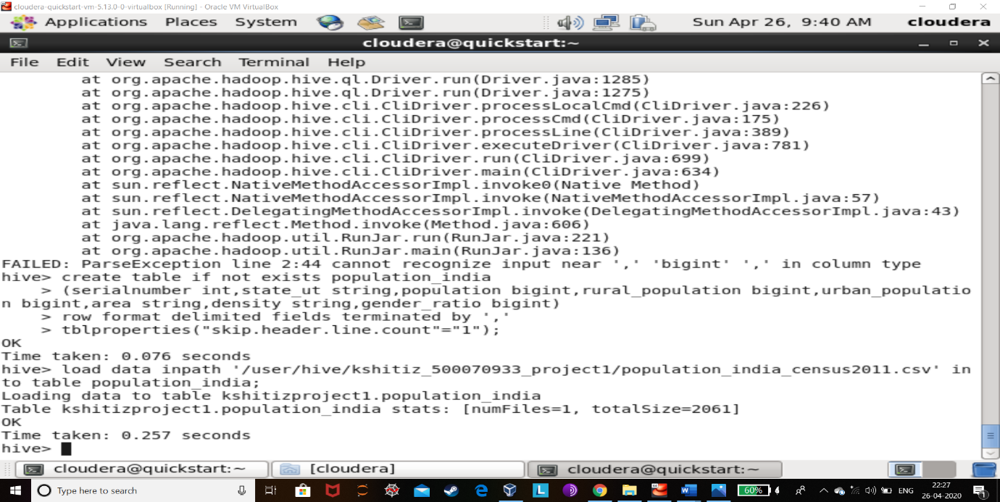 cloudera-quickstart-vm-5.13.0-0-virtualbox [Running] - Oracle VM VirtualBox
Applications Places System Sun Apr 26, 9:40 AM cloudera
cloudera@quickstart:~
File Edit View Search Terminal Help
at org.apache.hadoop.hive.ql.Driver.run(Driver.java:1285)
at org.apache.hadoop.hive.ql.Driver.run(Driver.java:1275)
at org.apache.hadoop.hive.cli.CliDriver.processLocalCmd(CliDriver.java:226)
at org.apache.hadoop.hive.cli.CliDriver.processCmd(CliDriver.java:175)
at org.apache.hadoop.hive.cli.CliDriver.processLine(CliDriver.java:389)
at org.apache.hadoop.hive.cli.CliDriver.executeDriver(CliDriver.java:781)
at org.apache.hadoop.hive.cli.CliDriver.run(CliDriver.java:699)
at org.apache.hadoop.hive.cli.CliDriver.main(CliDriver.java:634)
at sun.reflect.NativeMethodAccessorImpl.invoke0(Native Method)
at sun.reflect.NativeMethodAccessorImpl.invoke(NativeMethodAccessorImpl.java:57)
at sun.reflect.DelegatingMethodAccessorImpl.invoke(DelegatingMethodAccessorImpl.java:43)
at java.lang.reflect.Method.invoke(Method.java:606)
at org.apache.hadoop.util.RunJar.run(RunJar.java:221)
at org.apache.hadoop.util.RunJar.main(RunJar.java:136)
FAILED: ParseException line 2:44 cannot recognize input near ',' 'bigint' ',' in column type
hive> create table if not exists population_india
> (serialnumber int,state_ut string,population bigint,rural_population bigint,urban_populatio
n bigint,area string,density string,gender_ratio bigint)
> row format delimited fields terminated by ','
> tblproperties("skip.header.line.count"="1");
OK
Time taken: 0.076 seconds
hive> load data inpath '/user/hive/kshitiz_500070933_project1/population_india_census2011.csv' in
to table population_india;
Loading data to table kshitizproject1.population_india
Table kshitizproject1.population_india stats: [numFiles=1, totalSize=2061]
OK
Time taken: 0.257 seconds
hive>
cloudera@quickstart:~ [cloudera] cloudera@quickstart:~
Type here to search 60% ENG 22:27
26-04-2020